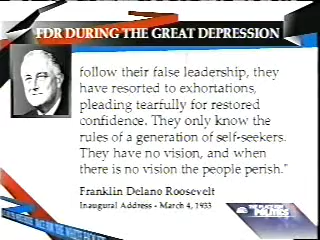 FDR DURING THE GREAT DEPRESSION
follow their false leadership, they
have resorted to exhortations,
pleading tearfully for restored
confidence. They only know the
rules of a generation of self-seekers.
They have no vision, and when
there is no vision the people perish."
Franklin Delano Roosevelt
Inaugural Address - March 4, 1933
POLITICS